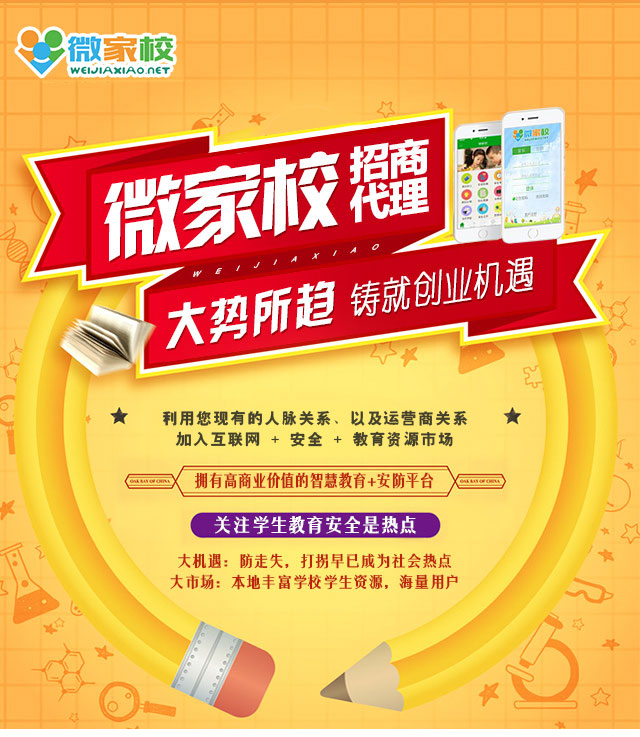 微家校
WEIJIAXIAO.NET
微家校 招商
代理
WEIJIAXIAO
大势所趋 铸就创业机遇
微家校
利用您现有的人脉关系、以及运营商关系
加入互联网 + 安全 + 教育资源市场
OAK BAY OF CHINA 拥有高商业价值的智慧教育+安防平台 OAK BAY OF CHINA
关注学生教育安全是热点
大机遇：防走失，打拐早已成为社会热点
大市场：本地丰富学校学生资源，海量用户